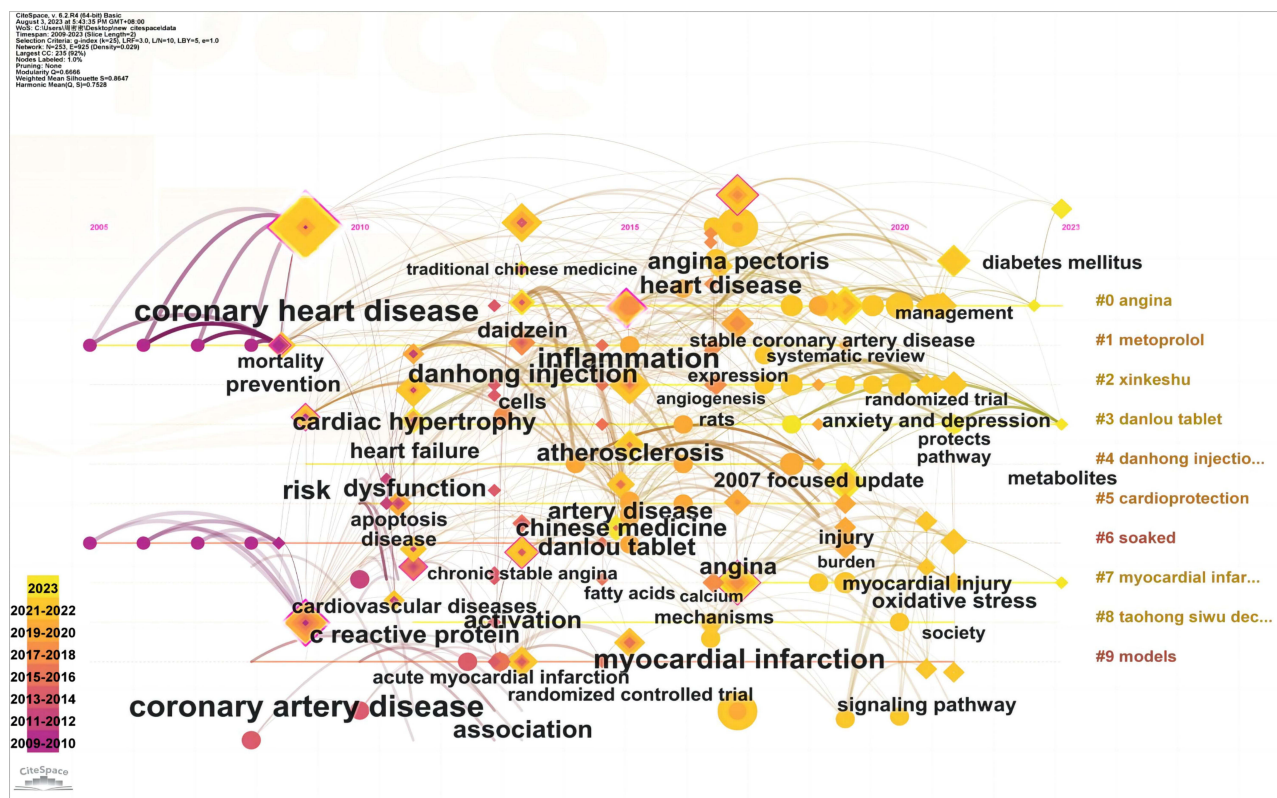 CiteSpace, v. 6.2.R4 (64-bit) Basic
August 3, 2023 at 5:43:35 PM GMT+08:00
WoS: C:\Users\周密密\Desktop\new_citespace\data
Timespan: 2009-2023 (Slice Length=2)
Selection Criteria: g-index (k=25), LRF=3.0, L/N=10, LBY=5, e=1.0
Network: N=253, E=925 (Density=0.029)
Largest CC: 235 (92%)
Nodes Labeled: 1.0%
Pruning: None
Modularity Q=0.6666
Weighted Mean Silhouette S=0.8647
Harmonic Mean(Q, S)=0.7528
2005
2010
2015
2020
2023
traditional chinese medicine
angina pectoris
diabetes mellitus
heart disease
#0 angina
coronary heart disease
management
daidzein
#1 metoprolol
stable coronary artery disease
inflammation
systematic review
mortality
danhong injection
expression
#2 xinkeshu
prevention
cells
angiogenesis
randomized trial
cardiac hypertrophy
rats
anxiety and depression
#3 danlou tablet
protects
heart failure
atherosclerosis
pathway
#4 danhong injectio...
2007 focused update
metabolites
risk
dysfunction
#5 cardioprotection
artery disease
apoptosis
chinese medicine
disease
injury
#6 soaked
danlou tablet
burden
chronic stable angina
angina
#7 myocardial infar...
myocardial injury
fatty acids
calcium
oxidative stress
cardiovascular diseases
activation
mechanisms
#8 taohong siwu dec...
c reactive protein
society
myocardial infarction
#9 models
acute myocardial infarction
randomized controlled trial
coronary artery disease
signaling pathway
association
2023
2021-2022
2019-2020
2017-2018
2015-2016
2013-2014
2011-2012
2009-2010
CiteSpace